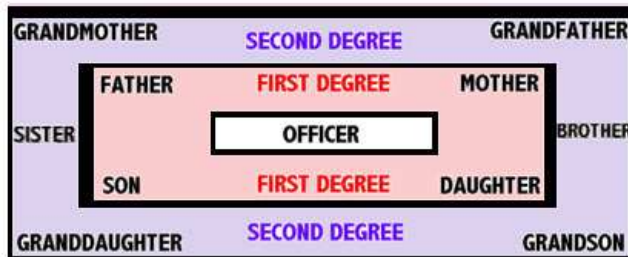 GRANDMOTHER SECOND DEGREE GRANDFATHER
FATHER FIRST DEGREE MOTHER
SISTER OFFICER BROTHER
SON FIRST DEGREE DAUGHTER
GRANDDAUGHTER SECOND DEGREE GRANDSON